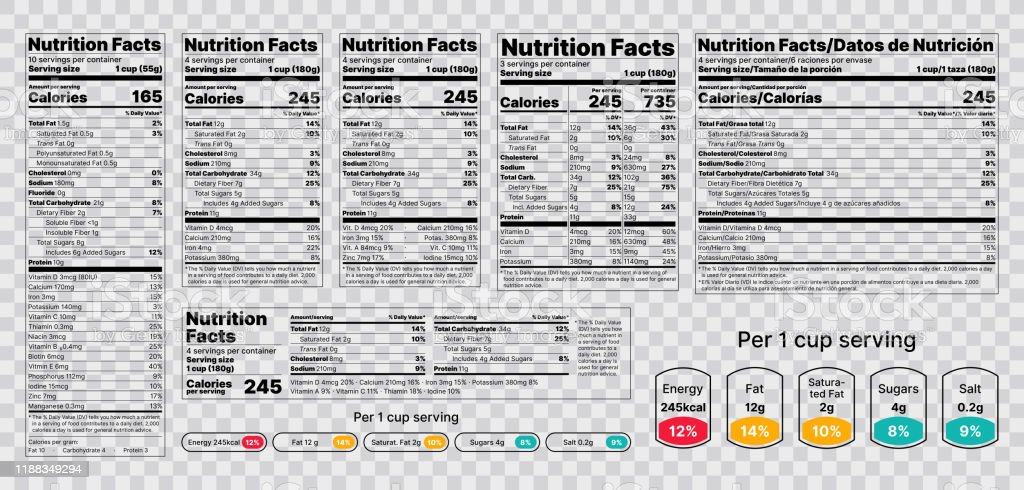 Nutrition Facts
10 servings per container
Serving size 1 cup (55g)
Amount per serving
Calories 165
% Daily Value*
Total Fat 1.5g 2%
Saturated Fat 0.5g 3%
Trans Fat 0g
Polyunsaturated Fat 0.5g
Monounsaturated Fat 0.5g
Cholesterol 0mg 0%
Sodium 180mg 8%
Fluoride 0g
Total Carbohydrate 21g 8%
Dietary Fiber 2g 7%
Soluble Fiber <1g
Insoluble Fiber 1g
Total Sugars 8g
Includes 6g Added Sugars 12%
Protein 10g
Vitamin D 3mcg (80IU) 15%
Calcium 210mg 10%
Iron 3mg 15%
Potassium 140mg 3%
Vitamin C 10mg 11%
Thiamin 0.3mg 25%
Niacin 3mg 19%
Vitamin B 0.4mg 25%
Biotin 6mcg 20%
Vitmin E 6mg 40%
Phosphorus 112mg 9%
Iodine 15mcg 10%
Zinc 7mg 17%
Manganese 0.3mg 13%
* The % Daily Value (DV) tells you how much a nutrient
in a serving of food contributes to a daily diet. 2,000
calories a day is used for general nutrition advice.
Calories per gram:
Fat 10 · Carbohydrate 4 · Protein 3
Nutrition Facts
4 servings per container
Serving size 1 cup (180g)
Amount per serving
Calories 245
% Daily Value*
Total Fat 12g 14%
Saturated Fat 2g 10%
Trans Fat 0g
Cholesterol 8mg 3%
Sodium 210mg 9%
Total Carbohydrate 34g 12%
Dietary Fiber 7g 25%
Total Sugars 5g
Includes 4g Added Sugars 8%
Protein 11g
Vitamin D 4mcg 20%
Calcium 210mg 16%
Iron 4mg 22%
Potassium 380mg 8%
*The % Daily Value (DV) tells you how much a nutrient
in a serving of food contributes to a daily diet. 2,000
calories a day is used for general nutrition advice.
Nutrition Facts
4 servings per container
Serving size 1 cup (180g)
Amount per serving
Calories 245
% Daily Value*
Total Fat 12g 14%
Saturated Fat 2g 10%
Trans Fat 0g
Cholesterol 8mg 3%
Sodium 210mg 9%
Total Carbohydrate 34g 12%
Dietary Fiber 7g 25%
Total Sugars 5g
Includes 4g Added Sugars 8%
Protein 11g
Vit. D 4mcg 20% · Calcium 210mg 16%
Iron 3mg 15% · Potas. 380mg 8%
Vit. A 84mcg 9% · Vit. C 10mg 11%
Zinc 7mg 17% · Iodine 15mcg 10%
*The % Daily Value (DV) tells you how much a nutrient
in a serving of food contributes to a daily diet. 2,000
calories a day is used for general nutrition advice.
Nutrition Facts
3 servings per container
Serving size 1 cup (180g)
Per serving Per container
Calories 245 735
% DV* % DV*
Total Fat 12g 14% 36g 43%
Saturated Fat 2g 10% 6g 30%
Trans Fat 0g 0g
Cholesterol 8mg 3% 24mg 8%
Sodium 210mg 9% 630mg 27%
Total Carb. 34g 12% 102g 36%
Dietary Fiber 7g 25% 21g 75%
Total Sugars 5g 15g
Incl. Added Sugars 4g 8% 12g 24%
Protein 11g 33g
Vitamin D 4mcg 20% 12mcg 60%
Calcium 210mg 16% 630mg 48%
Iron 3mg 15% 9mg 45%
Potassium 380mg 8% 1140mg 24%
*The % Daily Value (DV) tells you how much a nutrient in a serving of
food contributes to a daily diet. 2,000 calories a day is used for
general nutrition advice.
Nutrition Facts/Datos de Nutrición
4 servings per container/6 raciones por envase
Serving size/Tamaño de la porción 1 cup/1 taza (180g)
Amount per serving/Cantidad por porción
Calories/Calorías 245
% Daily Value*/Valor diario*
Total Fat/Grasa total 12g 14%
Saturated Fat/Grasa Saturada 2g 10%
Trans Fat/Grasa Trans 0g
Cholesterol/Colesterol 8mg 3%
Sodium/Sodio 210mg 9%
Total Carbohydrate/Carbohidrato Total 34g 12%
Dietary Fiber/Fibra Dietética 7g 25%
Total Sugars/Azúcares Totales 5g
Includes 4g Added Sugars/Incluye 4 g de azúcares añadidos 8%
Protein/Proteínas 11g
Vitamin D/Vitamina D 4mcg 20%
Calcium/Calcio 210mg 16%
Iron/Hierro 3mg 15%
Potassium/Potasio 380mg 8%
*The % Daily Value (DV) tells you how much a nutrient in a serving of food contributes to a daily diet. 2,000
calories a day is used for general nutrition advice.
*El% Valor Diario (VD) le indica cuánto un nutriente en una porción de alimentos contribuye a una dieta diaria. 2,000
calorías al día se utiliza para asesoramiento de nutrición general.
Nutrition
Facts
4 servings per container
Serving size
1 cup (180g)
Calories
per serving 245
Amount/serving % Daily Value*
Total Fat 12g 14%
Saturated Fat 2g 10%
Trans Fat 0g
Cholesterol 8mg 3%
Sodium 210mg 9%
Amount/serving % Daily Value*
Total Carbohydrate 34g 12%
Dietary Fiber 7g 25%
Total Sugars 5g
Includes 4g Added Sugars 8%
Protein 11g
Vitamin D 4mcg 20% · Calcium 210mg 16% · Iron 3mg 15% · Potassium 380mg 8%
Vitamin A 9% · Vitamin C 11% · Thiamin 18% · Iodine 10%
*The % Daily Value
(DV) tells you how
much a nutrient in
a serving of food
contributes to a
daily diet. 2,000
calories a day is
used for general
nutrition advice.
Per 1 cup serving
Energy 245kcal 12%
Fat 12 g 14%
Saturat. Fat 2g 10%
Sugars 4g 8%
Salt 0.2g 9%
Per 1 cup serving
Energy
245kcal
12%
Fat
12g
14%
Satura-
ted Fat
2g
10%
Sugars
4g
8%
Salt
0.2g
9%
iStock
by Getty Images
1188349294